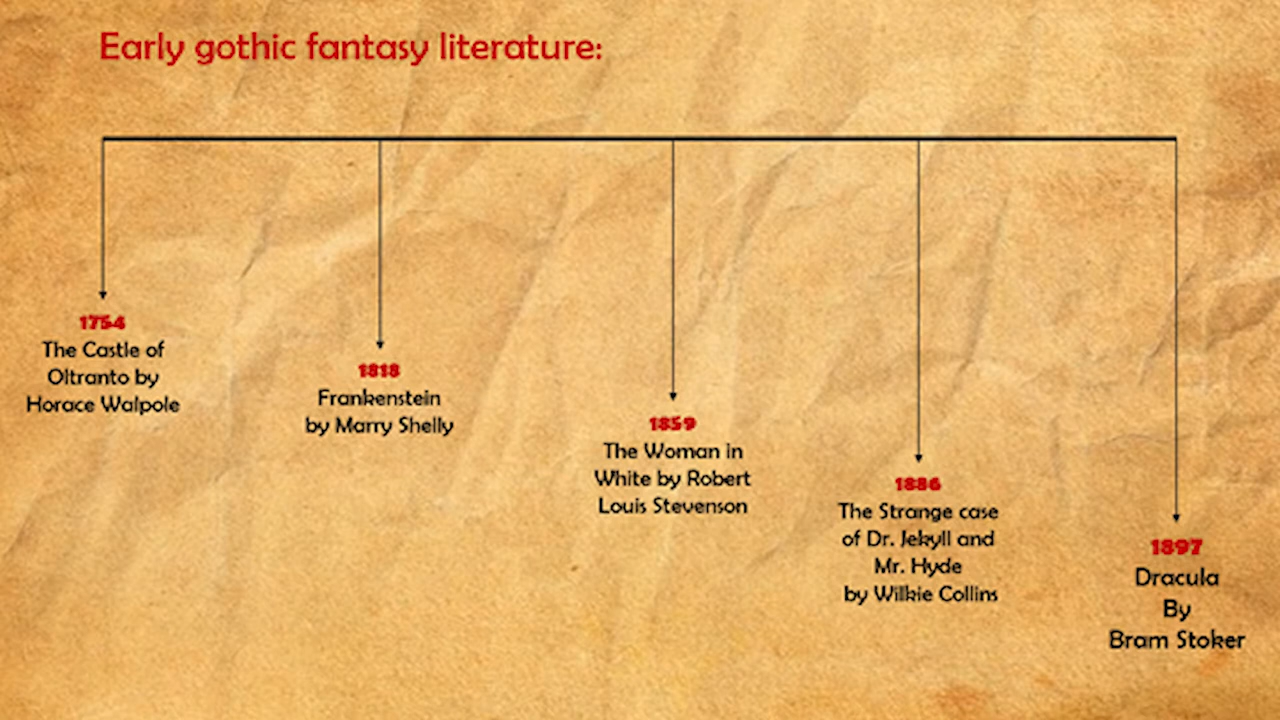 Early gothic fantasy literature:
1754
The Castle of
Oltranto by
Horace Walpole
1818
Frankenstein
by Marry Shelly
1859
The Woman in
White by Robert
Louis Stevenson
1886
The Strange case
of Dr. Jekyll and
Mr. Hyde
by Wilkie Collins
1897
Dracula
By
Bram Stoker